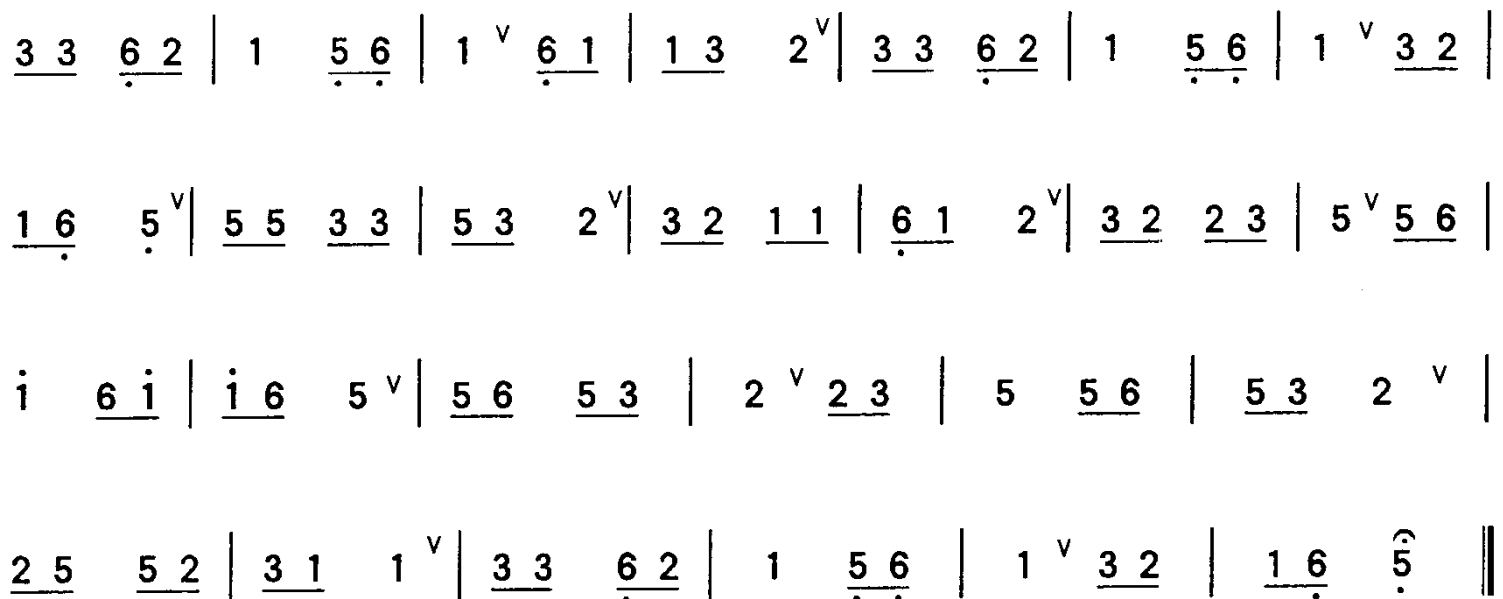 3 3 6̣ 2 | 1 5̣ 6̣ | 1 ∨ 6̣ 1 | 1 3 2 ∨ | 3 3 6̣ 2 | 1 5̣ 6̣ | 1 ∨ 3 2 |
1 6̣ 5̣ ∨ | 5 5 3 3 | 5 3 2 ∨ | 3 2 1 1 | 6̣ 1 2 ∨ | 3 2 2 3 | 5 ∨ 5 6 |
1̇ 6 1̇ | 1̇ 6 5 ∨ | 5 6 5 3 | 2 ∨ 2 3 | 5 5 6 | 5 3 2 ∨ |
2 5 5 2 | 3 1 1 ∨ | 3 3 6̣ 2 | 1 5̣ 6̣ | 1 ∨ 3 2 | 1 6̣ 5̣ ‖